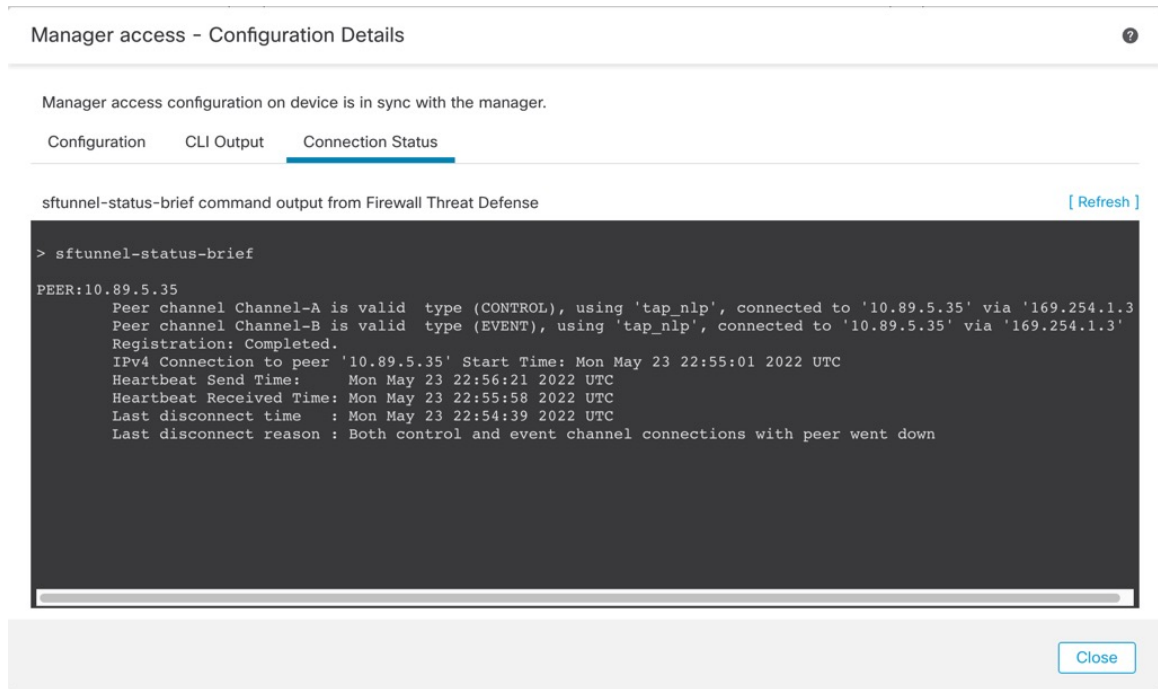 Manager access - Configuration Details
?
Manager access configuration on device is in sync with the manager.
Configuration CLI Output Connection Status
sftunnel-status-brief command output from Firewall Threat Defense [ Refresh ]
> sftunnel-status-brief
PEER:10.89.5.35
Peer channel Channel-A is valid type (CONTROL), using 'tap_nlp', connected to '10.89.5.35' via '169.254.1.3
Peer channel Channel-B is valid type (EVENT), using 'tap_nlp', connected to '10.89.5.35' via '169.254.1.3'
Registration: Completed.
IPv4 Connection to peer '10.89.5.35' Start Time: Mon May 23 22:55:01 2022 UTC
Heartbeat Send Time: Mon May 23 22:56:21 2022 UTC
Heartbeat Received Time: Mon May 23 22:55:58 2022 UTC
Last disconnect time : Mon May 23 22:54:39 2022 UTC
Last disconnect reason : Both control and event channel connections with peer went down
Close